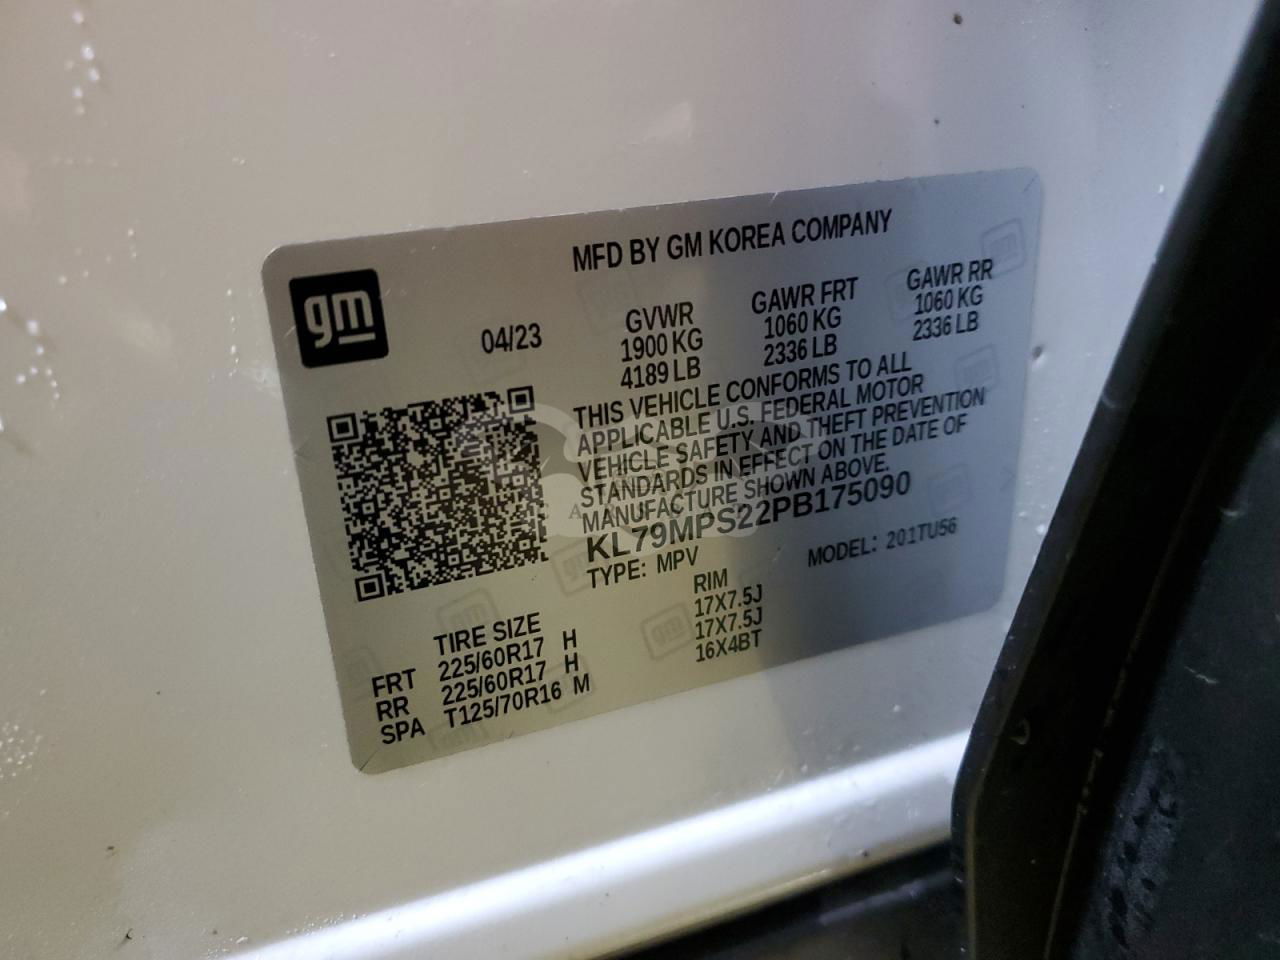 MFD BY GM KOREA COMPANY
gm
04/23
GVWR GAWR FRT GAWR RR
1900 KG 1060 KG 1060 KG
4189 LB 2336 LB 2336 LB
THIS VEHICLE CONFORMS TO ALL
APPLICABLE U.S. FEDERAL MOTOR
VEHICLE SAFETY AND THEFT PREVENTION
STANDARDS IN EFFECT ON THE DATE OF
MANUFACTURE SHOWN ABOVE.
KL79MPS22PB175090
TYPE: MPV MODEL: 201TU56
TIRE SIZE RIM
FRT 225/60R17 H 17X7.5J
RR 225/60R17 H 17X7.5J
SPA T125/70R16 M 16X4BT